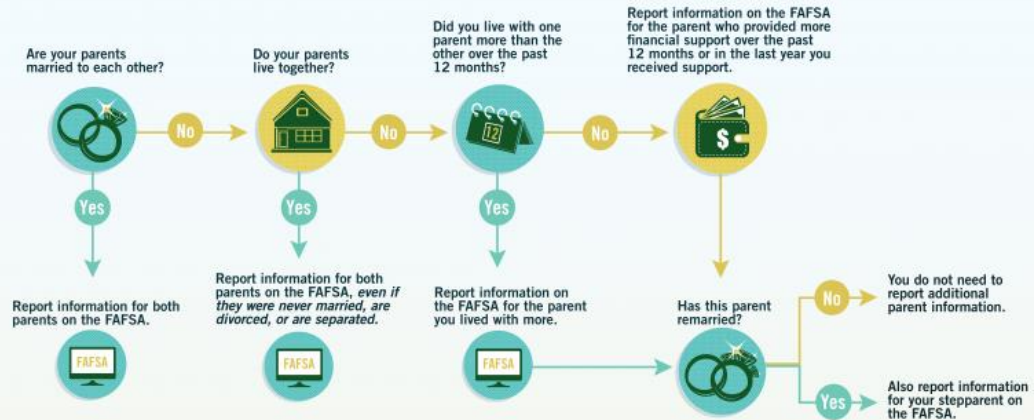 Are your parents
married to each other?
No
Yes
Report information for both
parents on the FAFSA.
FAFSA
Do your parents
live together?
No
Yes
Report information for both
parents on the FAFSA, even if
they were never married, are
divorced, or are separated.
FAFSA
Did you live with one
parent more than the
other over the past
12 months?
12
No
Yes
Report information on
the FAFSA for the parent
you lived with more.
FAFSA
Report information on the FAFSA
for the parent who provided more
financial support over the past
12 months or in the last year you
received support.
$
Has this parent
remarried?
No
You do not need to
report additional
parent information.
Yes
Also report information
for your stepparent on
the FAFSA.